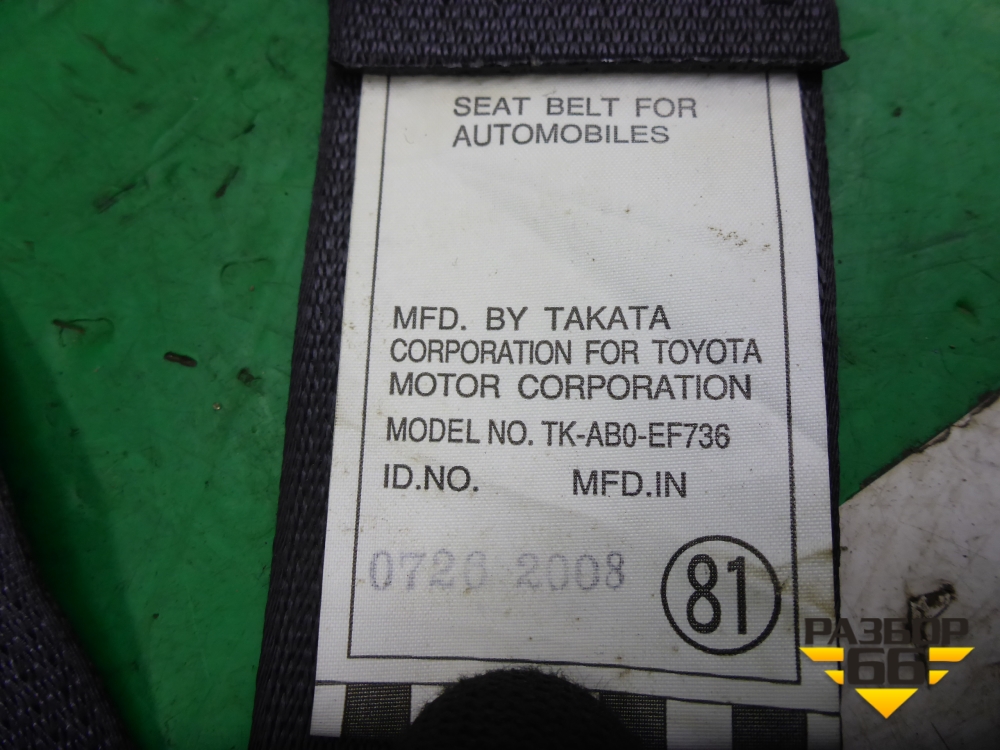 SEAT BELT FOR
AUTOMOBILES
MFD. BY TAKATA
CORPORATION FOR TOYOTA
MOTOR CORPORATION
MODEL NO. TK-AB0-EF736
ID.NO. MFD.IN
0726 2008
81
РАЗБОР
66